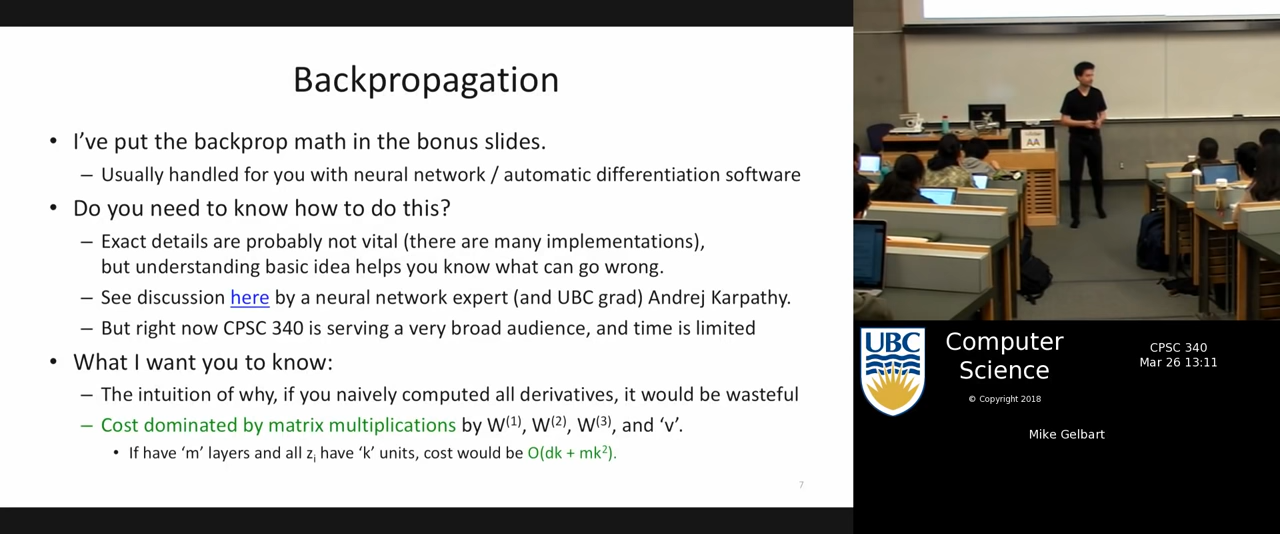 Backpropagation
• I've put the backprop math in the bonus slides.
– Usually handled for you with neural network / automatic differentiation software
• Do you need to know how to do this?
– Exact details are probably not vital (there are many implementations),
but understanding basic idea helps you know what can go wrong.
– See discussion here by a neural network expert (and UBC grad) Andrej Karpathy.
– But right now CPSC 340 is serving a very broad audience, and time is limited
• What I want you to know:
– The intuition of why, if you naively computed all derivatives, it would be wasteful
– Cost dominated by matrix multiplications by W⁽¹⁾, W⁽²⁾, W⁽³⁾, and ‘v’.
• If have ‘m’ layers and all zᵢ have ‘k’ units, cost would be O(dk + mk²).
7
AA
UBC
Computer
Science
© Copyright 2018
CPSC 340
Mar 26 13:11
Mike Gelbart